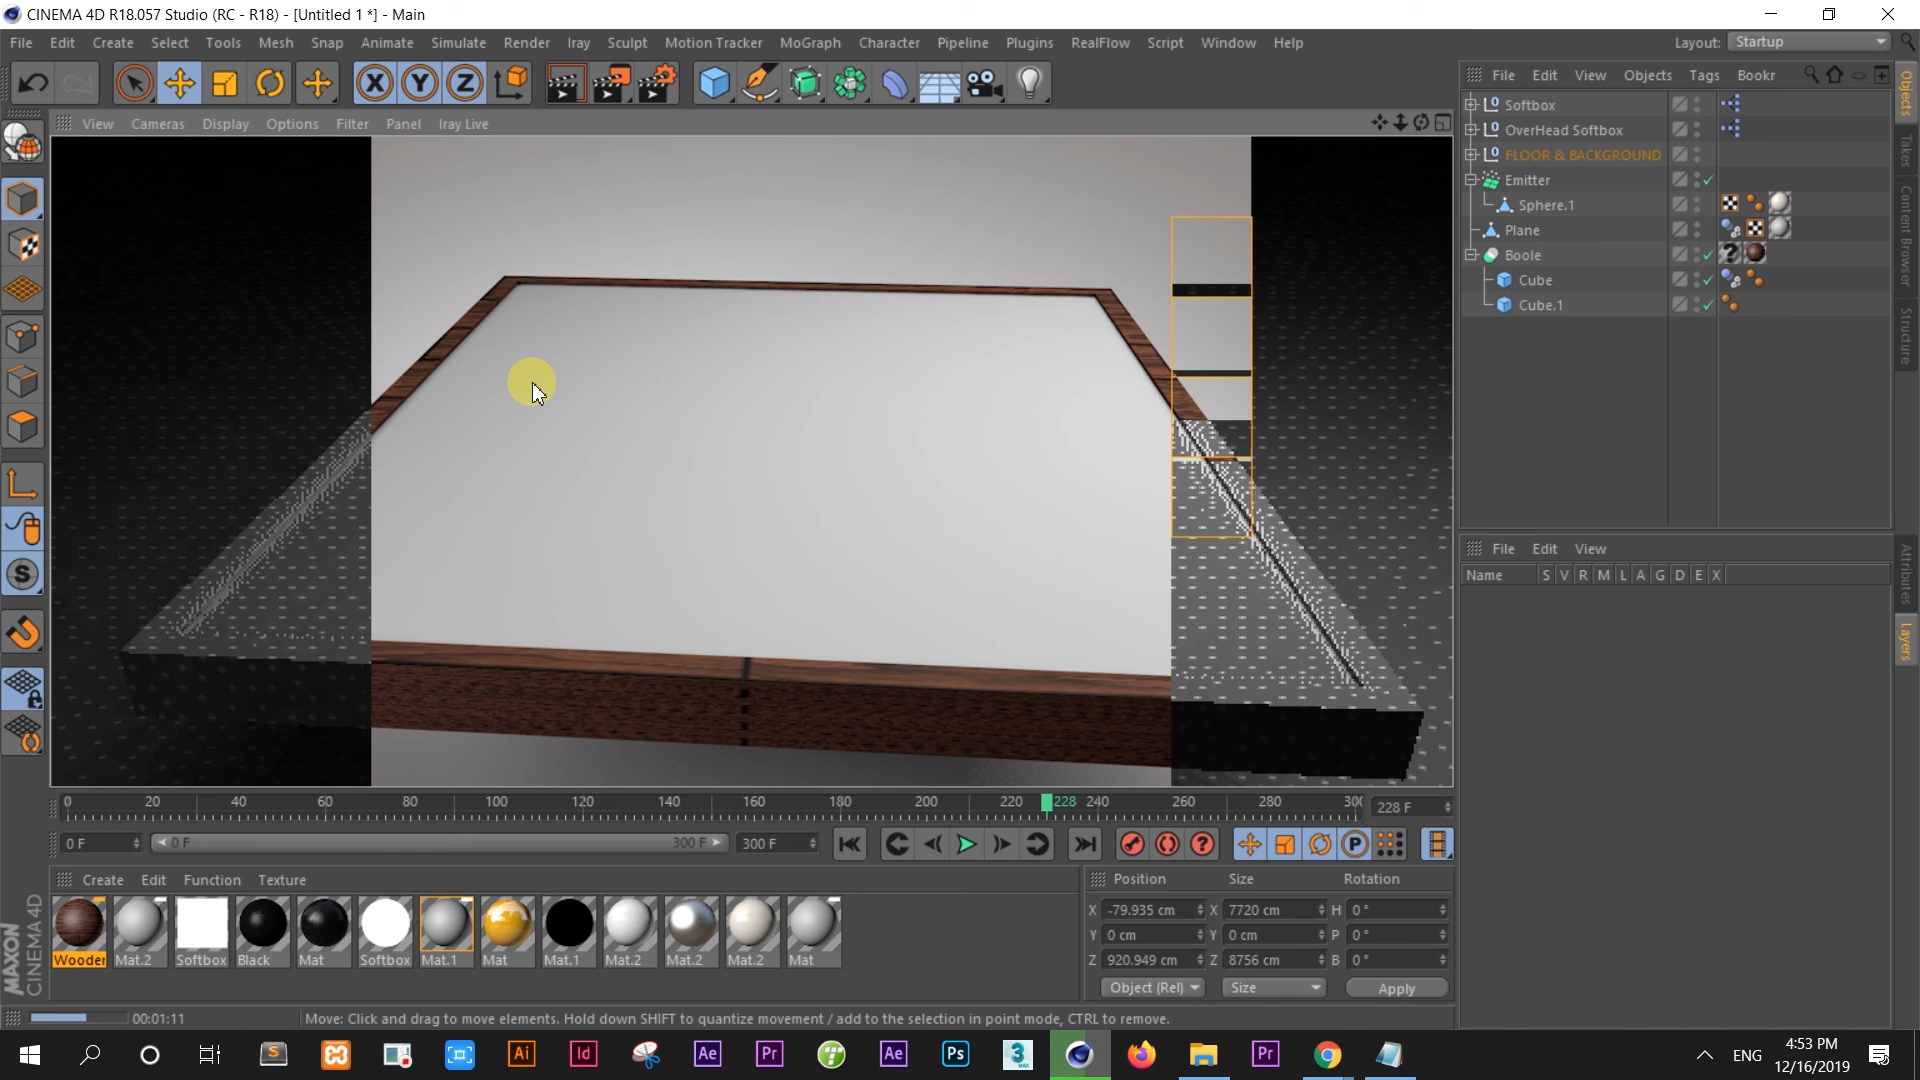 CINEMA 4D R18.057 Studio (RC - R18) - [Untitled 1 *] - Main
File Edit Create Select Tools Mesh Snap Animate Simulate Render Iray Sculpt Motion Tracker MoGraph Character Pipeline Plugins RealFlow Script Window Help
Layout: Startup
File Edit View Objects Tags Bookr
View Cameras Display Options Filter Panel Iray Live
Softbox
OverHead Softbox
FLOOR & BACKGROUND
Emitter
Sphere.1
Plane
Boole
Cube
Cube.1
Objects
Takes
Content Browser
Structure
File Edit View
Name S V R M L A G D E X
Attributes
Layers
0 20 40 60 80 100 120 140 160 180 200 220 228 240 260 280 300
228 F
0 F 0 F 300 F 300 F
Create Edit Function Texture
Wooden Mat.2 Softbox Black Mat Softbox Mat.1 Mat Mat.1 Mat.2 Mat.2 Mat.2 Mat
Position Size Rotation
X -79.935 cm X 7720 cm H 0 °
Y 0 cm Y 0 cm P 0 °
Z 920.949 cm Z 8756 cm B 0 °
Object (Rel) Size Apply
MAXON
CINEMA 4D
00:01:11 Move: Click and drag to move elements. Hold down SHIFT to quantize movement / add to the selection in point mode, CTRL to remove.
ENG
4:53 PM
12/16/2019